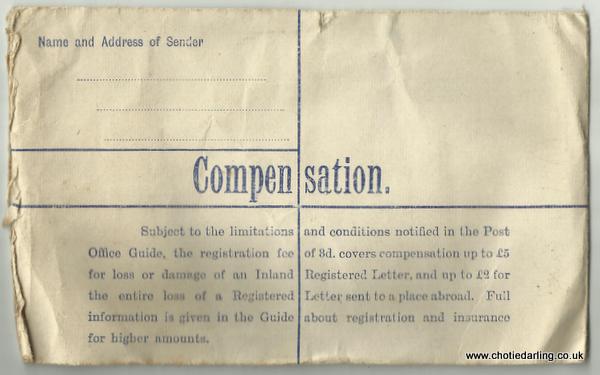 Name and Address of Sender
Compensation.
Subject to the limitations and conditions notified in the Post
Office Guide, the registration fee of 3d. covers compensation up to £5
for loss or damage of an Inland Registered Letter, and up to £2 for
the entire loss of a Registered Letter sent to a place abroad. Full
information is given in the Guide about registration and insurance
for higher amounts.
www.chotiedarling.co.uk